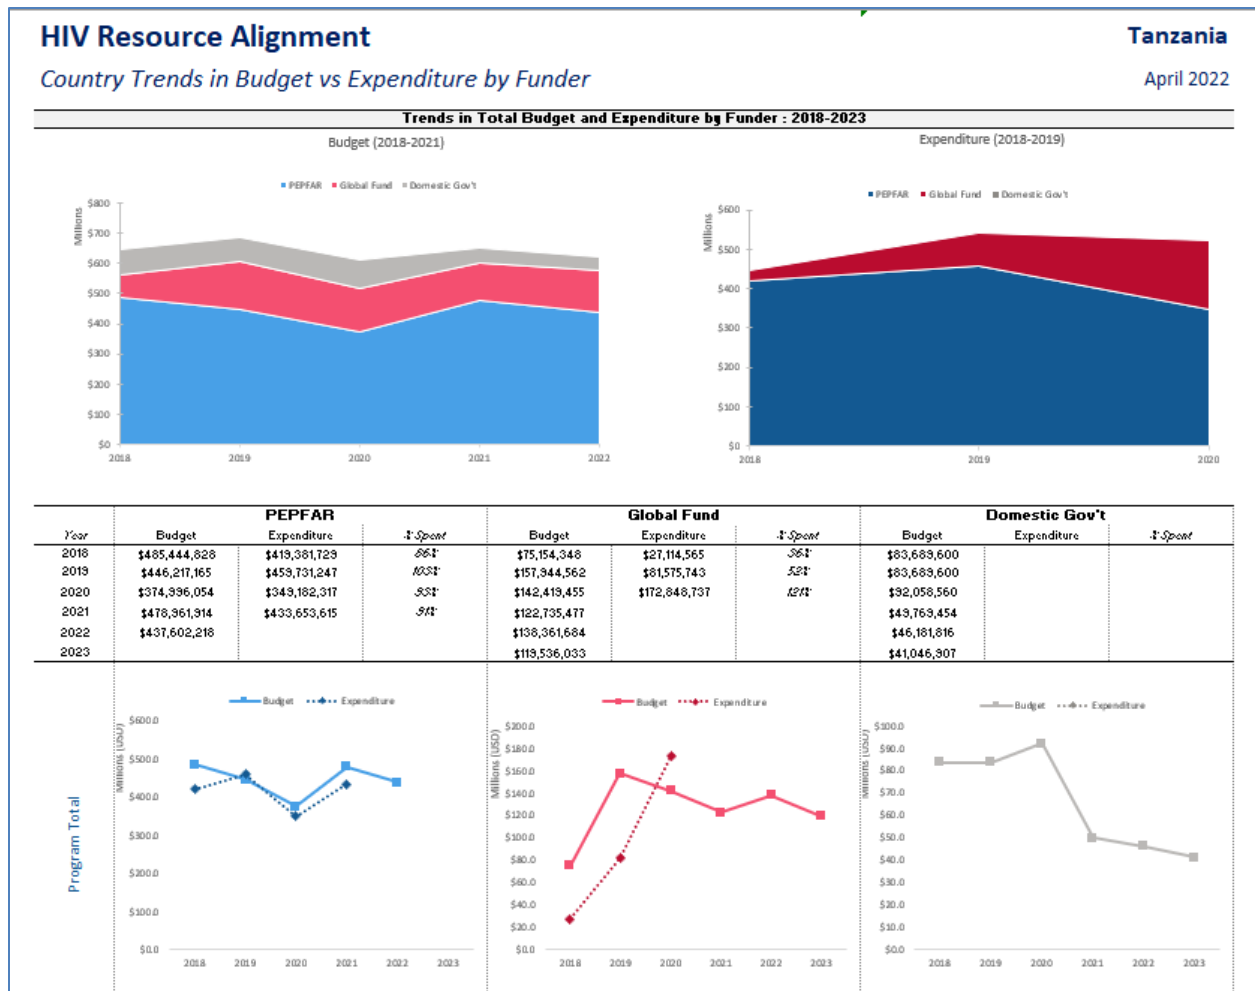 HIV Resource Alignment
Tanzania
Country Trends in Budget vs Expenditure by Funder
April 2022
Trends in Total Budget and Expenditure by Funder : 2018-2023
Budget (2018-2021)
Expenditure (2018-2019)
PEPFAR Global Fund Domestic Gov't
PEPFAR Global Fund Domestic Gov't
Millions
$800
$700
$600
$500
$400
$300
$200
$100
$0
2018 2019 2020 2021 2022
Millions
$600
$500
$400
$300
$200
$100
$0
2018 2019 2020
PEPFAR Global Fund Domestic Gov't
Year Budget Expenditure % Spent Budget Expenditure % Spent Budget Expenditure % Spent
2018 $485,444,828 $419,381,729 86% $75,154,348 $27,114,565 36% $83,689,600
2019 $446,217,165 $459,731,247 103% $157,944,562 $81,575,743 52% $83,689,600
2020 $374,996,054 $349,182,317 93% $142,419,455 $172,848,737 121% $92,058,560
2021 $478,961,914 $433,653,615 91% $122,735,477 $49,769,454
2022 $437,602,218 $138,361,684 $46,181,816
2023 $119,536,033 $41,046,907
Program Total
Budget Expenditure
Millions (USD)
$600.0
$500.0
$400.0
$300.0
$200.0
$100.0
$0.0
2018 2019 2020 2021 2022 2023
Budget Expenditure
Millions (USD)
$200.0
$180.0
$160.0
$140.0
$120.0
$100.0
$80.0
$60.0
$40.0
$20.0
$0.0
2018 2019 2020 2021 2022 2023
Budget Expenditure
Millions (USD)
$100.0
$90.0
$80.0
$70.0
$60.0
$50.0
$40.0
$30.0
$20.0
$10.0
$0.0
2018 2019 2020 2021 2022 2023